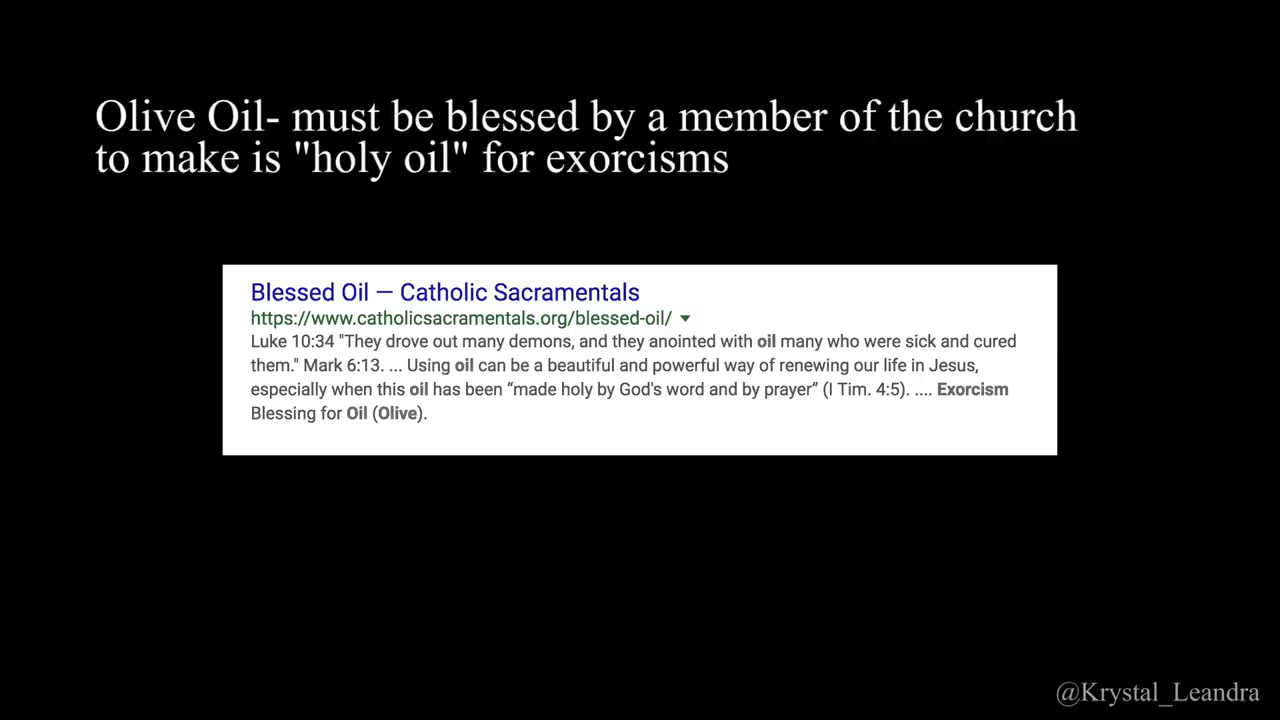 Olive Oil- must be blessed by a member of the church
to make is "holy oil" for exorcisms
Blessed Oil — Catholic Sacramentals
https://www.catholicsacramentals.org/blessed-oil/
Luke 10:34 "They drove out many demons, and they anointed with oil many who were sick and cured
them." Mark 6:13. ... Using oil can be a beautiful and powerful way of renewing our life in Jesus,
especially when this oil has been “made holy by God's word and by prayer” (I Tim. 4:5). .... Exorcism
Blessing for Oil (Olive).
@Krystal_Leandra